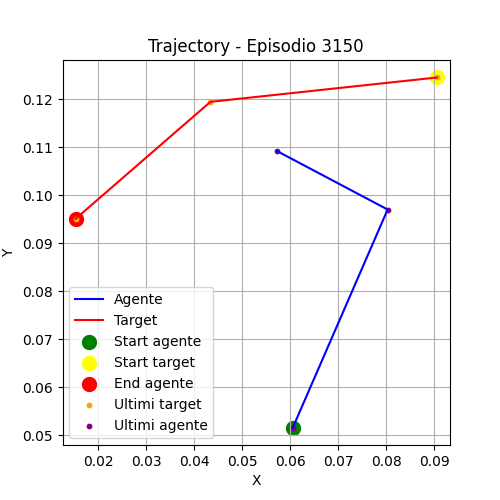 Trajectory - Episodio 3150
0.12
0.11
0.10
0.09
0.08
0.07
0.06
0.05
Y
Agente
Target
Start agente
Start target
End agente
Ultimi target
Ultimi agente
0.02 0.03 0.04 0.05 0.06 0.07 0.08 0.09
X